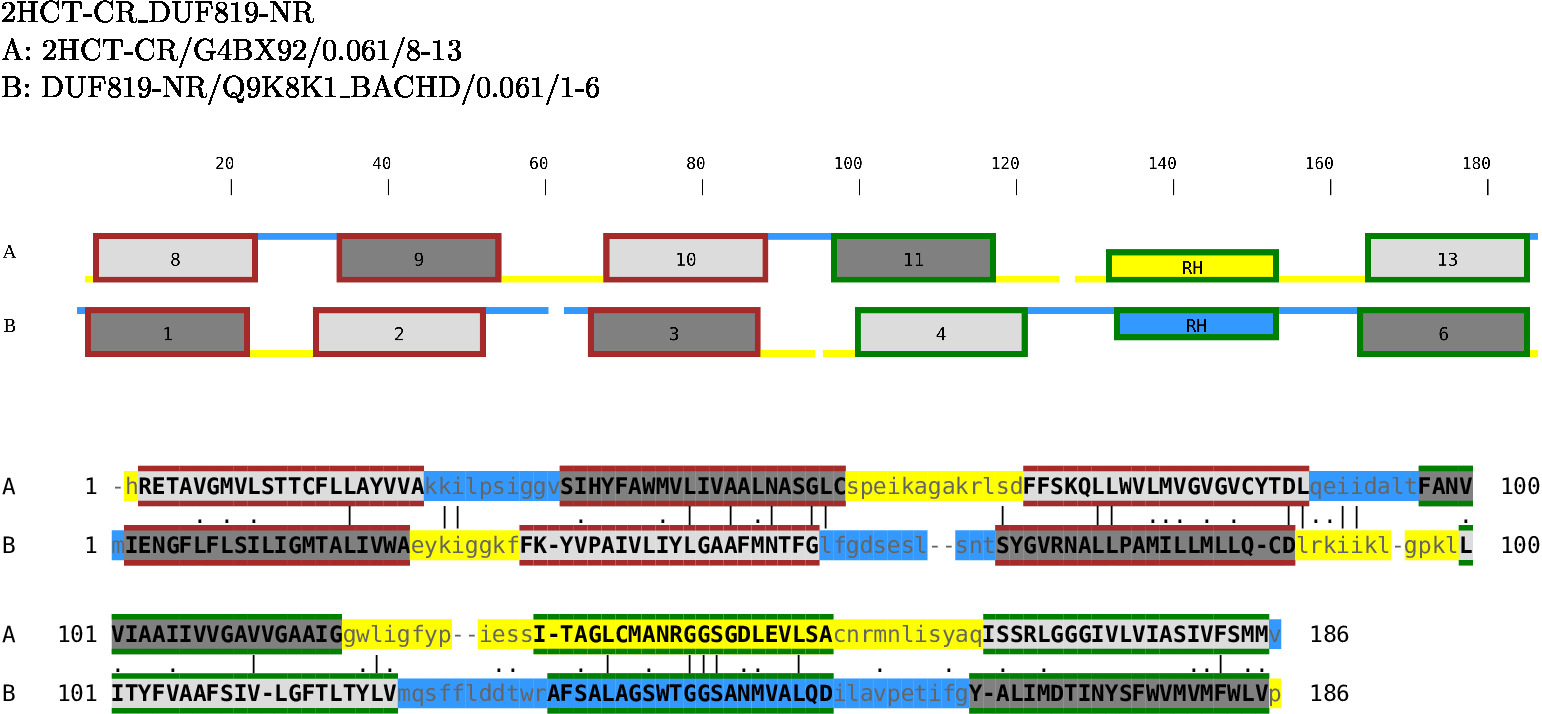 2HCT-CR_DUF819-NR
A: 2HCT-CR/G4BX92/0.061/8-13
B: DUF819-NR/Q9K8K1_BACHD/0.061/1-6
20 40 60 80 100 120 140 160 180
A 8 9 10 11 RH 13
B 1 2 3 4 RH 6
A 1 -hRETAVGMVLSTTCFLLAYVVAkkilpsiggvSIHYFAWMVLIVAALNASGLCspeikagakrlsdFFSKQLLWVLMVGVGVCYTDLqeiidaltFANV 100
B 1 mIENGFLFLSILIGMTALIVWAeykiggkfFK-YVPAIVLIYLGAAFMNTFGlfgdsesl--sntSYGVRNALLPAMILLMLLQ-CDlrkiikl-gpklL 100
A 101 VIAAIIVVGAVVGAAIGgwligfyp--iessI-TAGLCMANRGGSGDLEVLSAcnrmnlisyaqISSRLGGGIVLVIASIVFSMMv 186
B 101 ITYFVAAFSIV-LGFTLTYLVmqsfflddtwrAFSALAGSWTGGSANMVALQDilavpetifgY-ALIMDTINYSFWVMVMFWLVp 186